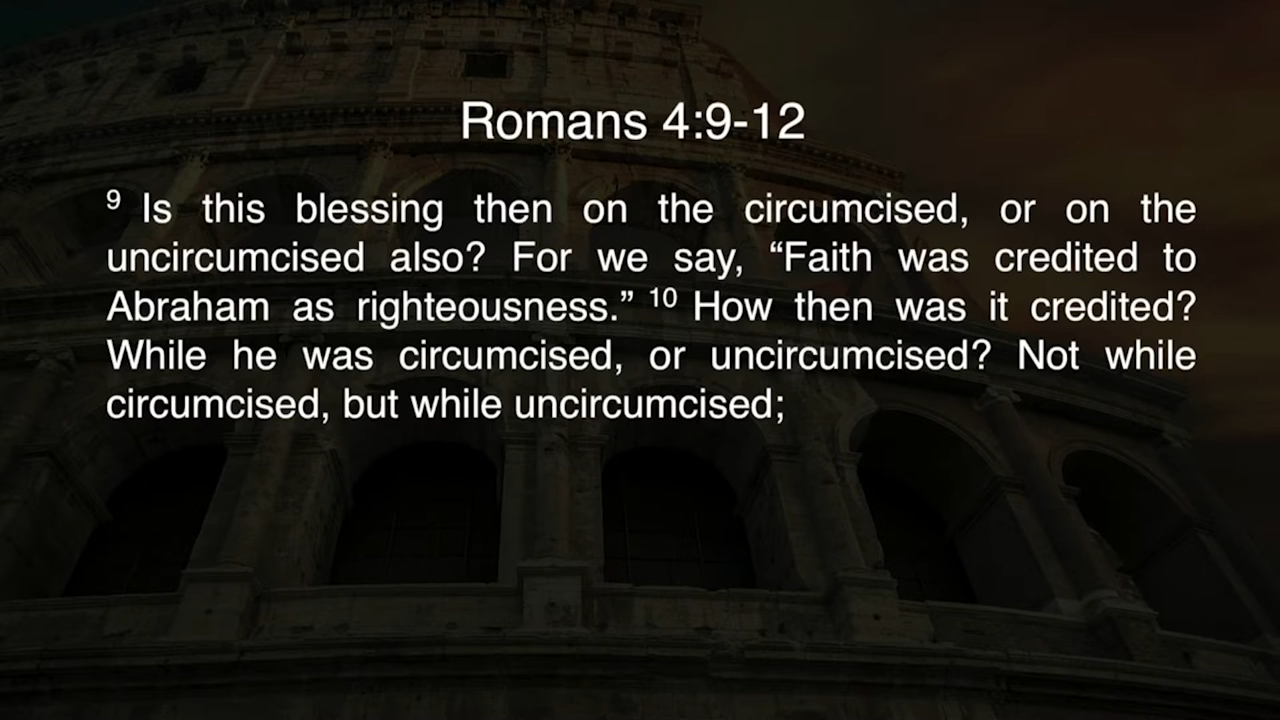 Romans 4:9-12
9 Is this blessing then on the circumcised, or on the
uncircumcised also? For we say, “Faith was credited to
Abraham as righteousness.” 10 How then was it credited?
While he was circumcised, or uncircumcised? Not while
circumcised, but while uncircumcised;